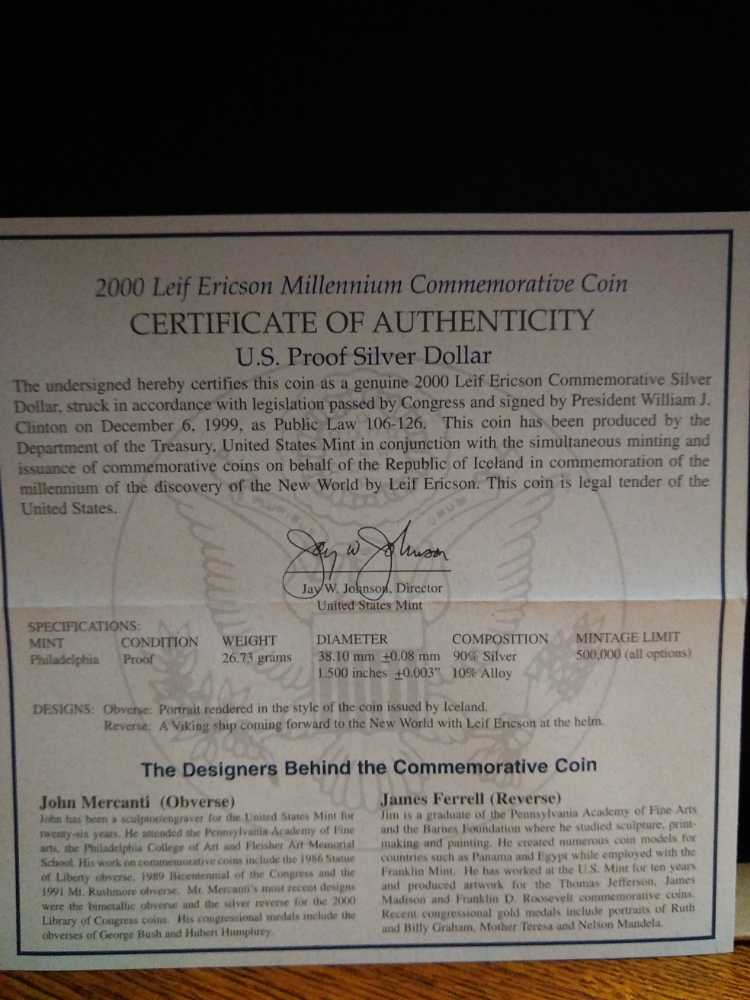 2000 Leif Ericson Millennium Commemorative Coin
CERTIFICATE OF AUTHENTICITY
U.S. Proof Silver Dollar
The undersigned hereby certifies this coin as a genuine 2000 Leif Ericson Commemorative Silver
Dollar, struck in accordance with legislation passed by Congress and signed by President William J.
Clinton on December 6, 1999, as Public Law 106-126. This coin has been produced by the
Department of the Treasury, United States Mint in conjunction with the simultaneous minting and
issuance of commemorative coins on behalf of the Republic of Iceland in commemoration of the
millennium of the discovery of the New World by Leif Ericson. This coin is legal tender of the
United States.
Jay W Johnson
Jay W. Johnson, Director
United States Mint
SPECIFICATIONS:
MINT CONDITION WEIGHT DIAMETER COMPOSITION MINTAGE LIMIT
Philadelphia Proof 26.73 grams 38.10 mm ±0.08 mm 90% Silver 500,000 (all options)
1.500 inches ±0.003" 10% Alloy
DESIGNS: Obverse: Portrait rendered in the style of the coin issued by Iceland.
Reverse: A Viking ship coming forward to the New World with Leif Ericson at the helm.
The Designers Behind the Commemorative Coin
John Mercanti (Obverse)
John has been a sculptor/engraver for the United States Mint for
twenty-six years. He attended the Pennsylvania Academy of Fine
arts, the Philadelphia College of Art and Fleisher Art Memorial
School. His work on commemorative coins include the 1986 Statue
of Liberty obverse, 1989 Bicentennial of the Congress and the
1991 Mt. Rushmore obverse. Mr. Mercanti's most recent designs
were the bimetallic obverse and the silver reverse for the 2000
Library of Congress coins. His congressional medals include the
obverses of George Bush and Hubert Humphrey.
James Ferrell (Reverse)
Jim is a graduate of the Pennsylvania Academy of Fine Arts
and the Barnes Foundation where he studied sculpture, print-
making and painting. He created numerous coin models for
countries such as Panama and Egypt while employed with the
Franklin Mint. He has worked at the U.S. Mint for ten years
and produced artwork for the Thomas Jefferson, James
Madison and Franklin D. Roosevelt commemorative coins.
Recent congressional gold medals include portraits of Ruth
and Billy Graham, Mother Teresa and Nelson Mandela.